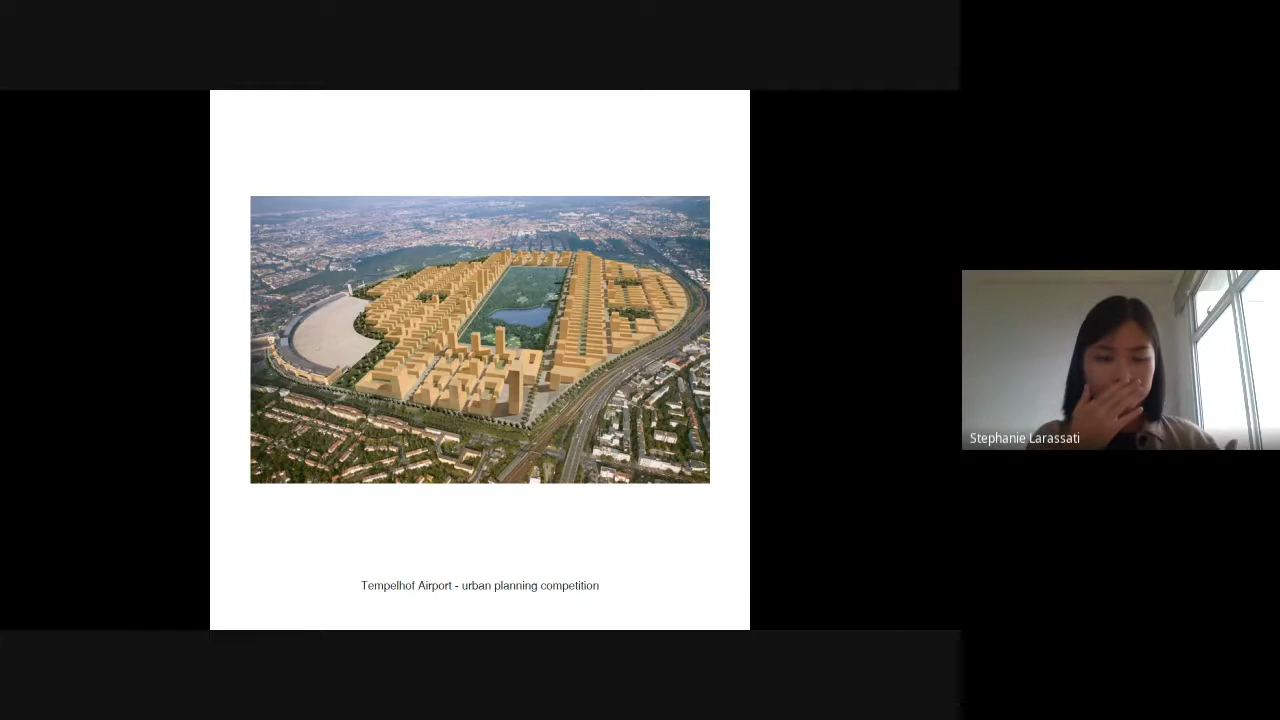 Stephanie Larassati
Tempelhof Airport - urban planning competition